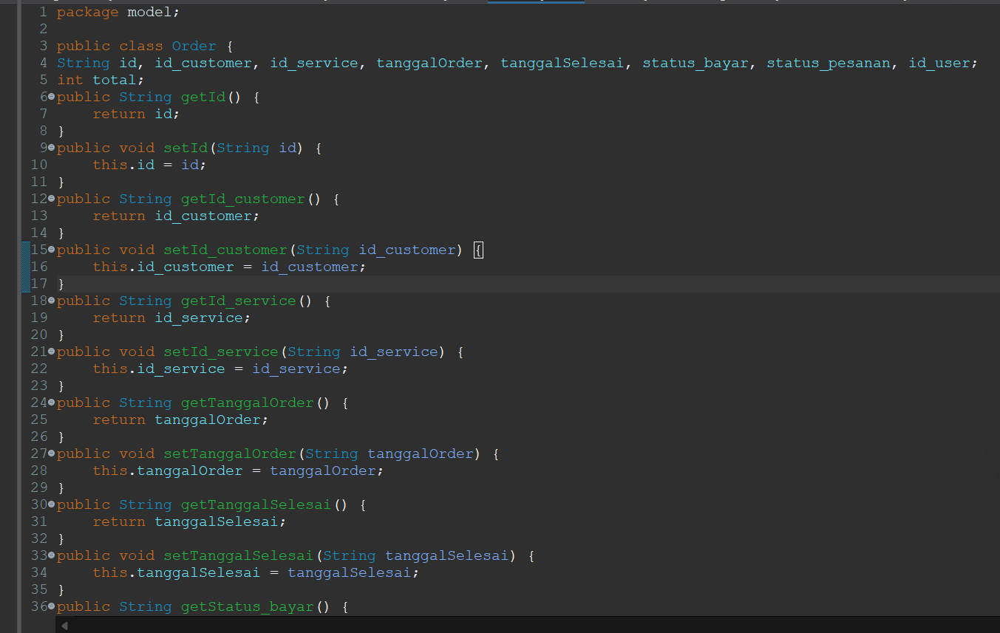 1 package model;
2
3 public class Order {
4 String id, id_customer, id_service, tanggalOrder, tanggalSelesai, status_bayar, status_pesanan, id_user;
5 int total;
6 public String getId() {
7     return id;
8 }
9 public void setId(String id) {
10     this.id = id;
11 }
12 public String getId_customer() {
13     return id_customer;
14 }
15 public void setId_customer(String id_customer) {
16     this.id_customer = id_customer;
17 }
18 public String getId_service() {
19     return id_service;
20 }
21 public void setId_service(String id_service) {
22     this.id_service = id_service;
23 }
24 public String getTanggalOrder() {
25     return tanggalOrder;
26 }
27 public void setTanggalOrder(String tanggalOrder) {
28     this.tanggalOrder = tanggalOrder;
29 }
30 public String getTanggalSelesai() {
31     return tanggalSelesai;
32 }
33 public void setTanggalSelesai(String tanggalSelesai) {
34     this.tanggalSelesai = tanggalSelesai;
35 }
36 public String getStatus_bayar() {